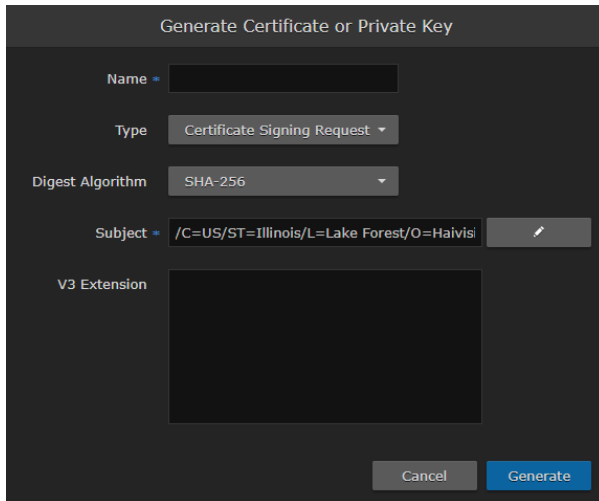 Generate Certificate or Private Key
Name *
Type Certificate Signing Request
Digest Algorithm SHA-256
Subject * /C=US/ST=Illinois/L=Lake Forest/O=Haivisi
V3 Extension
Cancel Generate